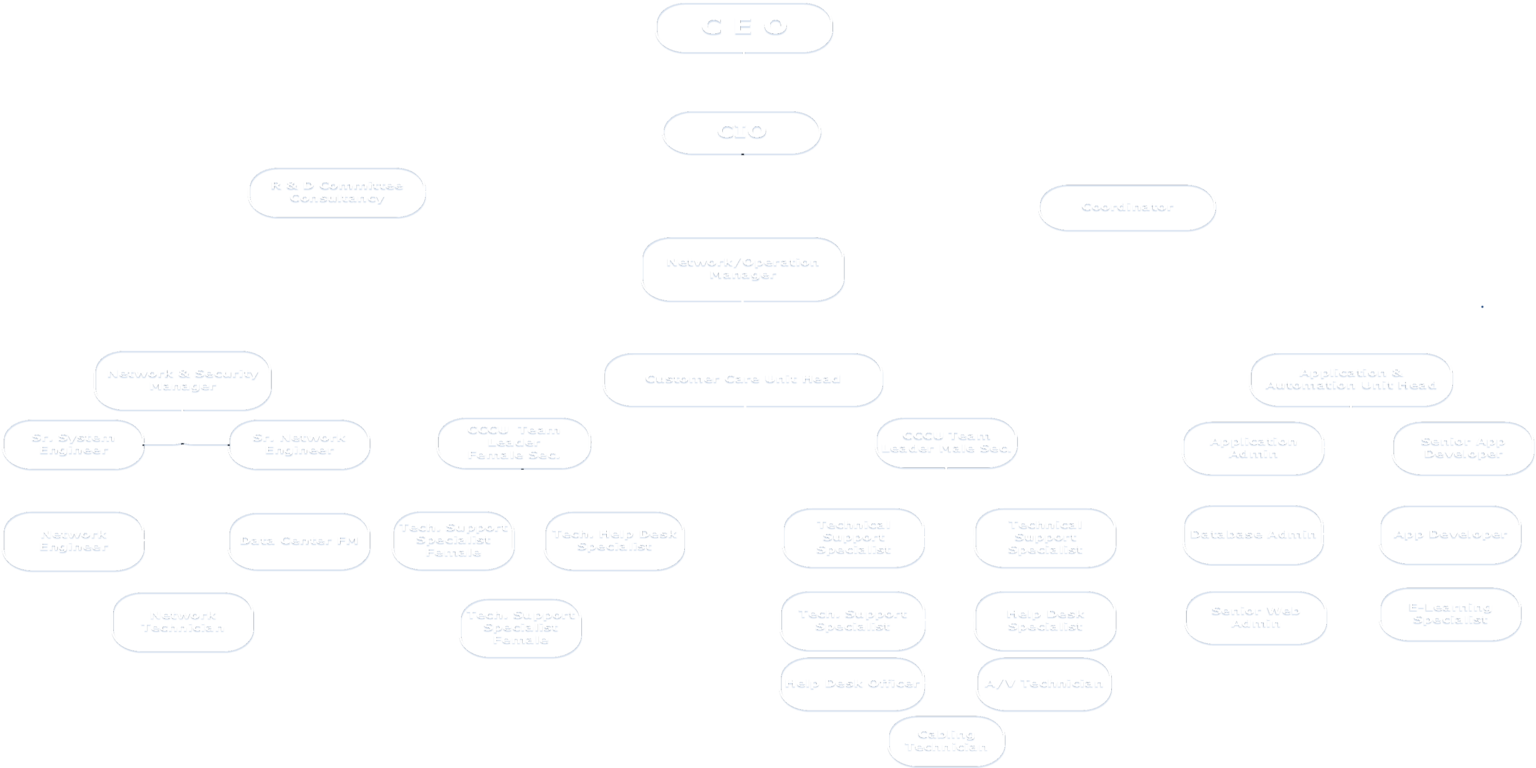 C E O
CIO
R & D Committee
Consultancy
Coordinator
Network/Operation
Manager
Network & Security
Manager
Customer Care Unit Head
Application &
Automation Unit Head
Sr. System
Engineer
Sr. Network
Engineer
CCCU Team
Leader
Female Sec.
CCCU Team
Leader Male Sec.
Application
Admin
Senior App
Developer
Network
Engineer
Data Center FM
Tech. Support
Specialist
Female
Tech. Help Desk
Specialist
Technical
Support
Specialist
Technical
Support
Specialist
Database Admin
App Developer
Network
Technician
Tech. Support
Specialist
Female
Tech. Support
Specialist
Help Desk
Specialist
Senior Web
Admin
E-Learning
Specialist
Help Desk Officer
A/V Technician
Cabling
Technician